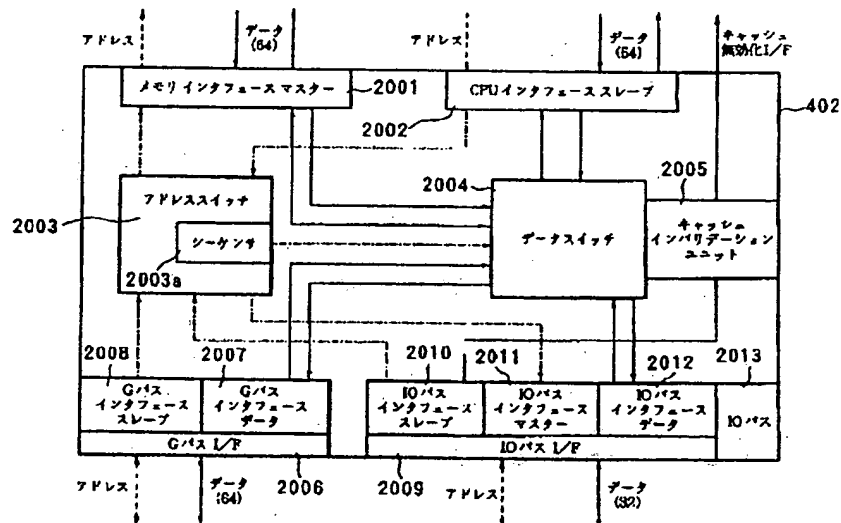 アドレス
データ
(64)
アドレス
データ
(64)
キャッシュ
無効化I/F
メモリ インタフェース マスター
2001
CPU インタフェース スレーブ
2002
402
2003
アドレススイッチ
シーケンサ
2003a
2004
データスイッチ
2005
キャッシュ
インバリデーション
ユニット
2008
2007
2010
2011
2012
2013
Gバス
インタフェース
スレーブ
Gバス
インタフェース
データ
IOバス
インタフェース
スレーブ
IOバス
インタフェース
マスター
IOバス
インタフェース
データ
IOバス
Gバス I/F
IOバス I/F
アドレス
データ
(64)
2006
2009
アドレス
データ
(32)